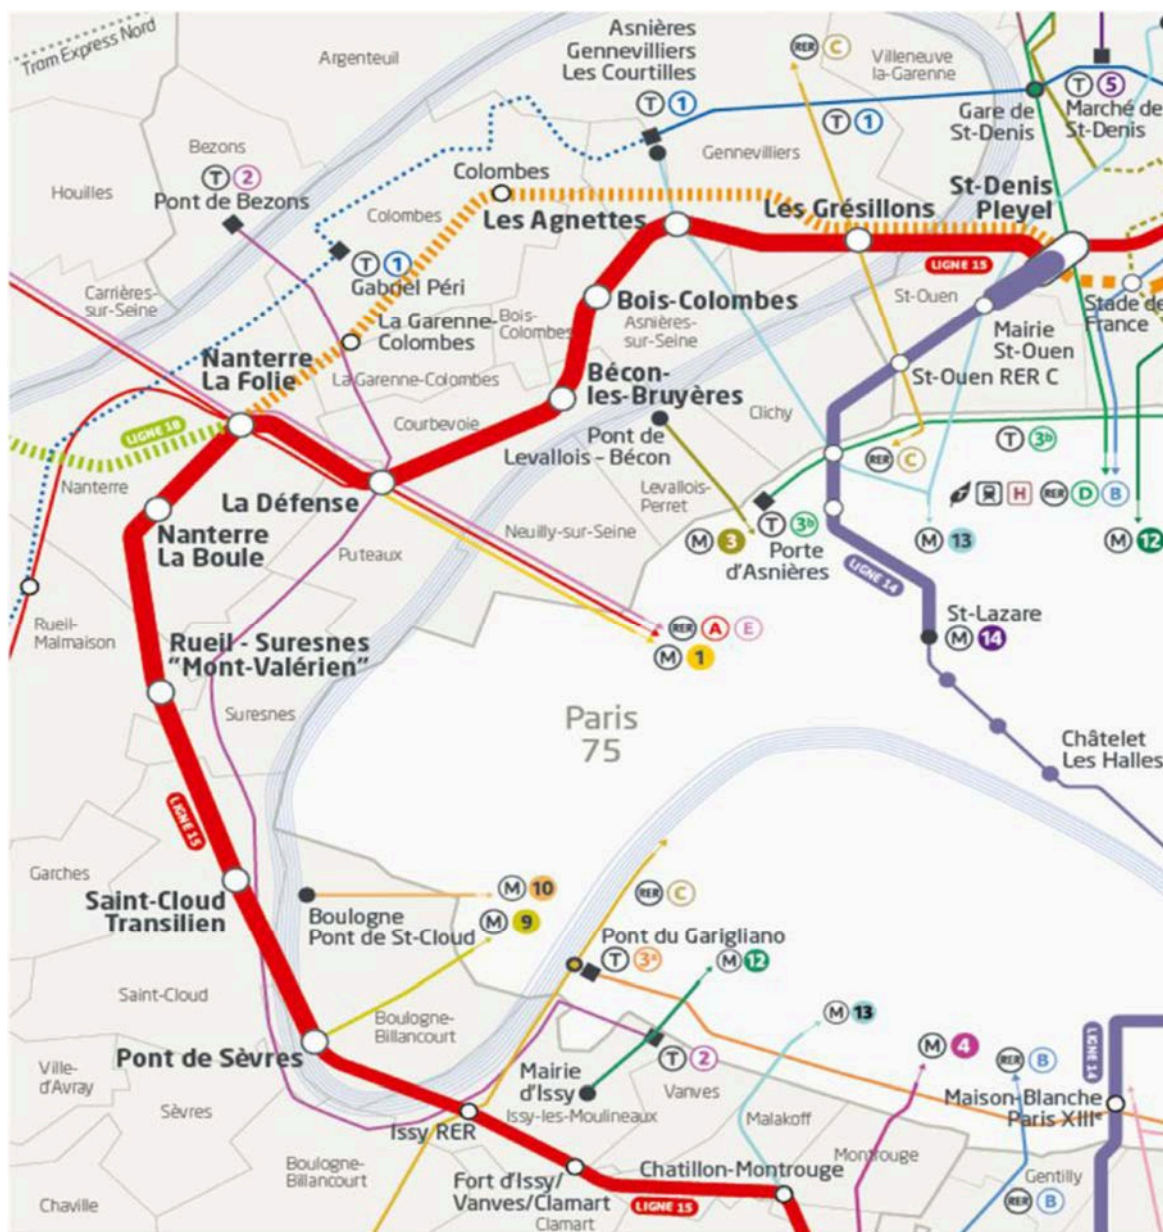 Tram Express Nord
Argenteuil
Asnières
Gennevilliers
Les Courtilles
T 1
RER C
Villeneuve
la-Garenne
T 5
Marché de
St-Denis
Gare de
St-Denis
T 1
Bezons
T 2
Pont de Bezons
Houilles
Colombes
Gennevilliers
Colombes
Les Agnettes
Les Grésillons
St-Denis
Pleyel
LIGNE 15
T 1
Gabriel Péri
Carrières-
sur-Seine
La Garenne-
Colombes
Bois-
Colombes
Bois-Colombes
Asnières-
sur-Seine
St-Ouen
Stade de
France
Mairie
St-Ouen
St-Ouen RER C
Nanterre
La Folie
La Garenne-Colombes
Bécon-
les-Bruyères
Clichy
Courbevoie
LIGNE 18
Pont de
Levallois – Bécon
RER C
T 3b
Nanterre
La Défense
Levallois-
Perret
H RER D B
Nanterre
La Boule
Neuilly-sur-Seine
Puteaux
M 3
T 3b
Porte
d'Asnières
M 13
M 12
LIGNE 14
Rueil-
Malmaison
RER A E
M 1
St-Lazare
M 14
Rueil - Suresnes
"Mont-Valérien"
Suresnes
Paris
75
Châtelet
Les Halles
LIGNE 15
Garches
Saint-Cloud
Transilien
M 10
RER C
Boulogne
Pont de St-Cloud
M 9
Pont du Garigliano
T 3a
M 12
Saint-Cloud
Boulogne-
Billancourt
M 13
Pont de Sèvres
M 4
RER B
LIGNE 14
T 2
Ville-
d'Avray
Sèvres
Mairie
d'Issy
Vanves
Maison-Blanche
Paris XIIIe
Issy-les-Moulineaux
Malakoff
Issy RER
Boulogne-
Billancourt
Montrouge
Chatillon-Montrouge
Fort d'Issy/
Vanves/Clamart
LIGNE 15
Gentilly
RER B
Chaville
Clamart